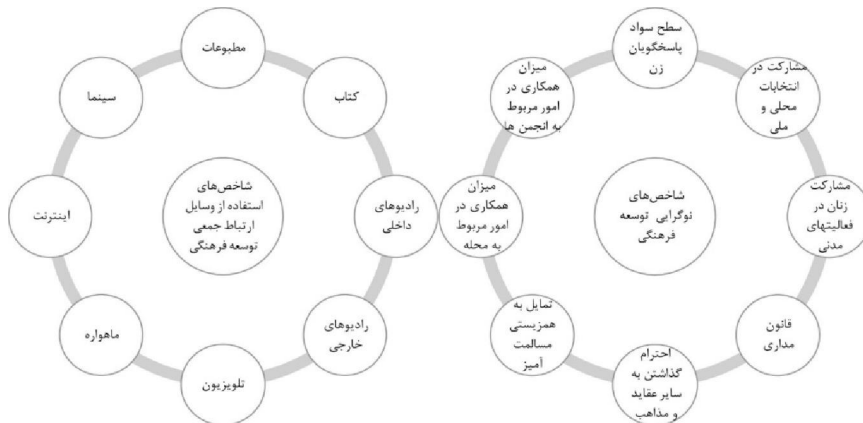 شاخص‌های
نوگرایی توسعه
فرهنگی
سطح سواد
پاسخگویان
زن
مشارکت در
انتخابات
محلی و
ملی
مشارکت
زنان در
فعالیتهای
مدنی
قانون
مداری
احترام
گذاشتن به
سایر عقاید
و مذاهب
تمایل به
همزیستی
مسالمت
آمیز
میزان
همکاری در
امور مربوط
به محله
میزان
همکاری در
امور مربوط
به انجمن ها
شاخص‌های
استفاده از وسایل
ارتباط جمعی
توسعه فرهنگی
مطبوعات
کتاب
رادیوهای
داخلی
رادیوهای
خارجی
تلویزیون
ماهواره
اینترنت
سینما